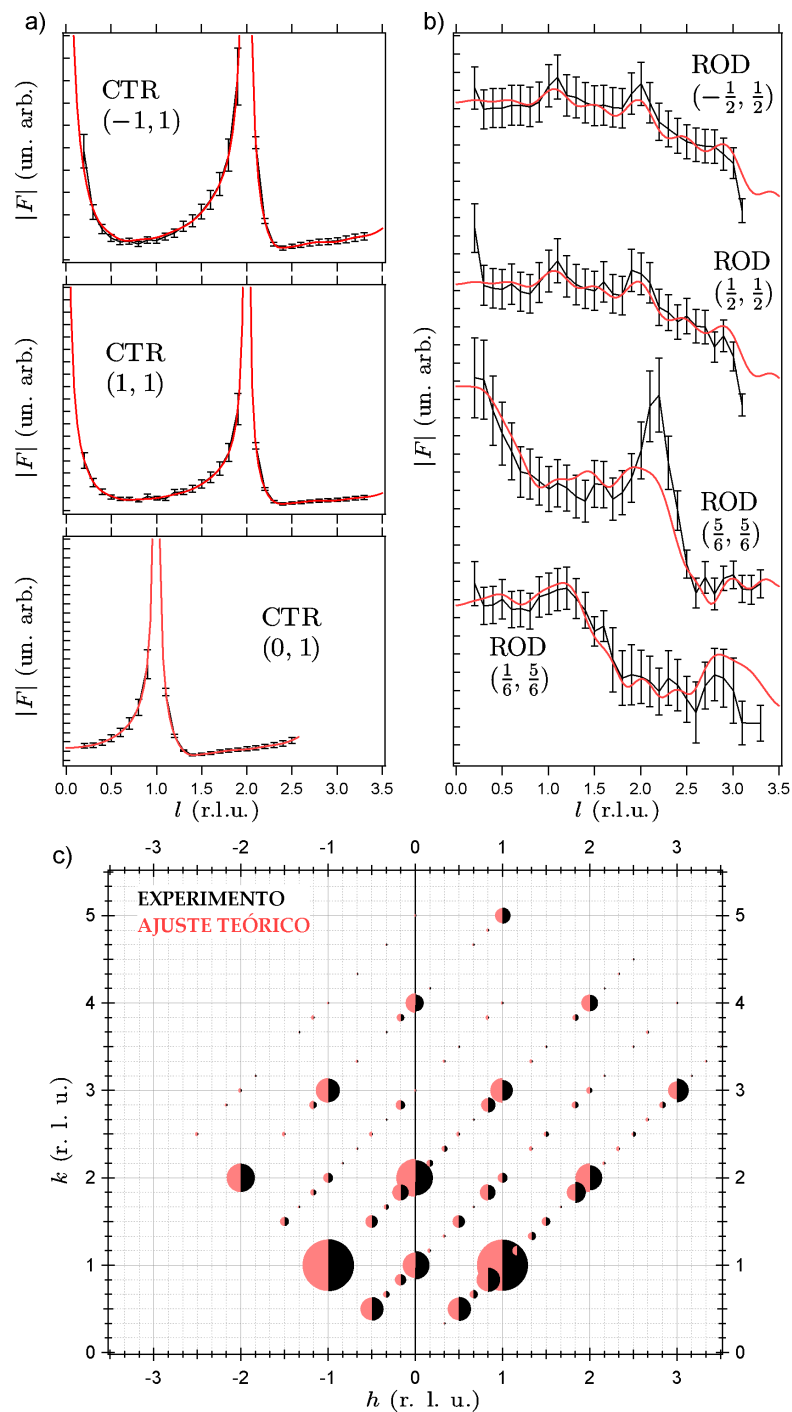 a)
CTR
(−1, 1)
|F| (un. arb.)
CTR
(1, 1)
|F| (un. arb.)
CTR
(0, 1)
|F| (un. arb.)
0.0 0.5 1.0 1.5 2.0 2.5 3.0 3.5
l (r.l.u.)
b)
ROD
(−1/2, 1/2)
ROD
(1/2, 1/2)
|F| (un. arb.)
ROD
(5/6, 5/6)
ROD
(1/6, 5/6)
0.0 0.5 1.0 1.5 2.0 2.5 3.0 3.5
l (r.l.u.)
c)
-3 -2 -1 0 1 2 3
EXPERIMENTO
AJUSTE TEÓRICO
5 5
4 4
3 3
2 2
1 1
0 0
k (r. l. u.)
-3 -2 -1 0 1 2 3
h (r. l. u.)